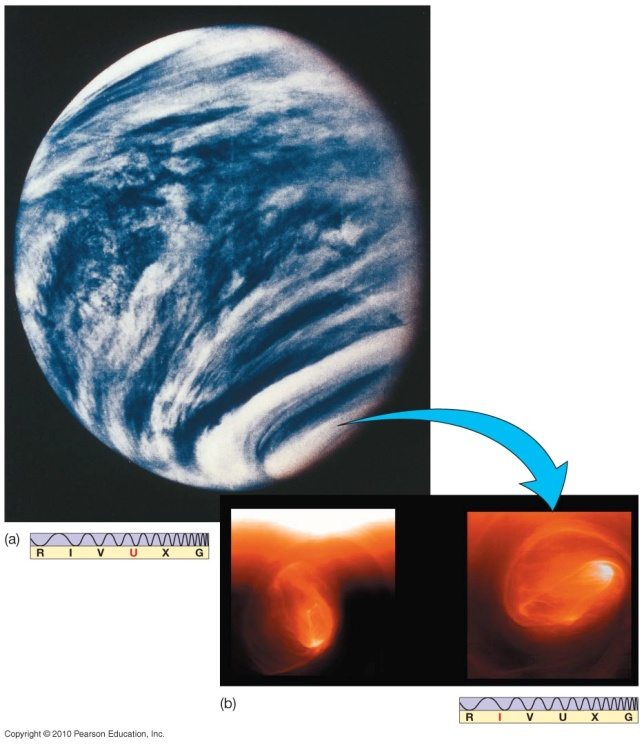 (a)
R I V U X G
(b)
R I V U X G
Copyright © 2010 Pearson Education, Inc.